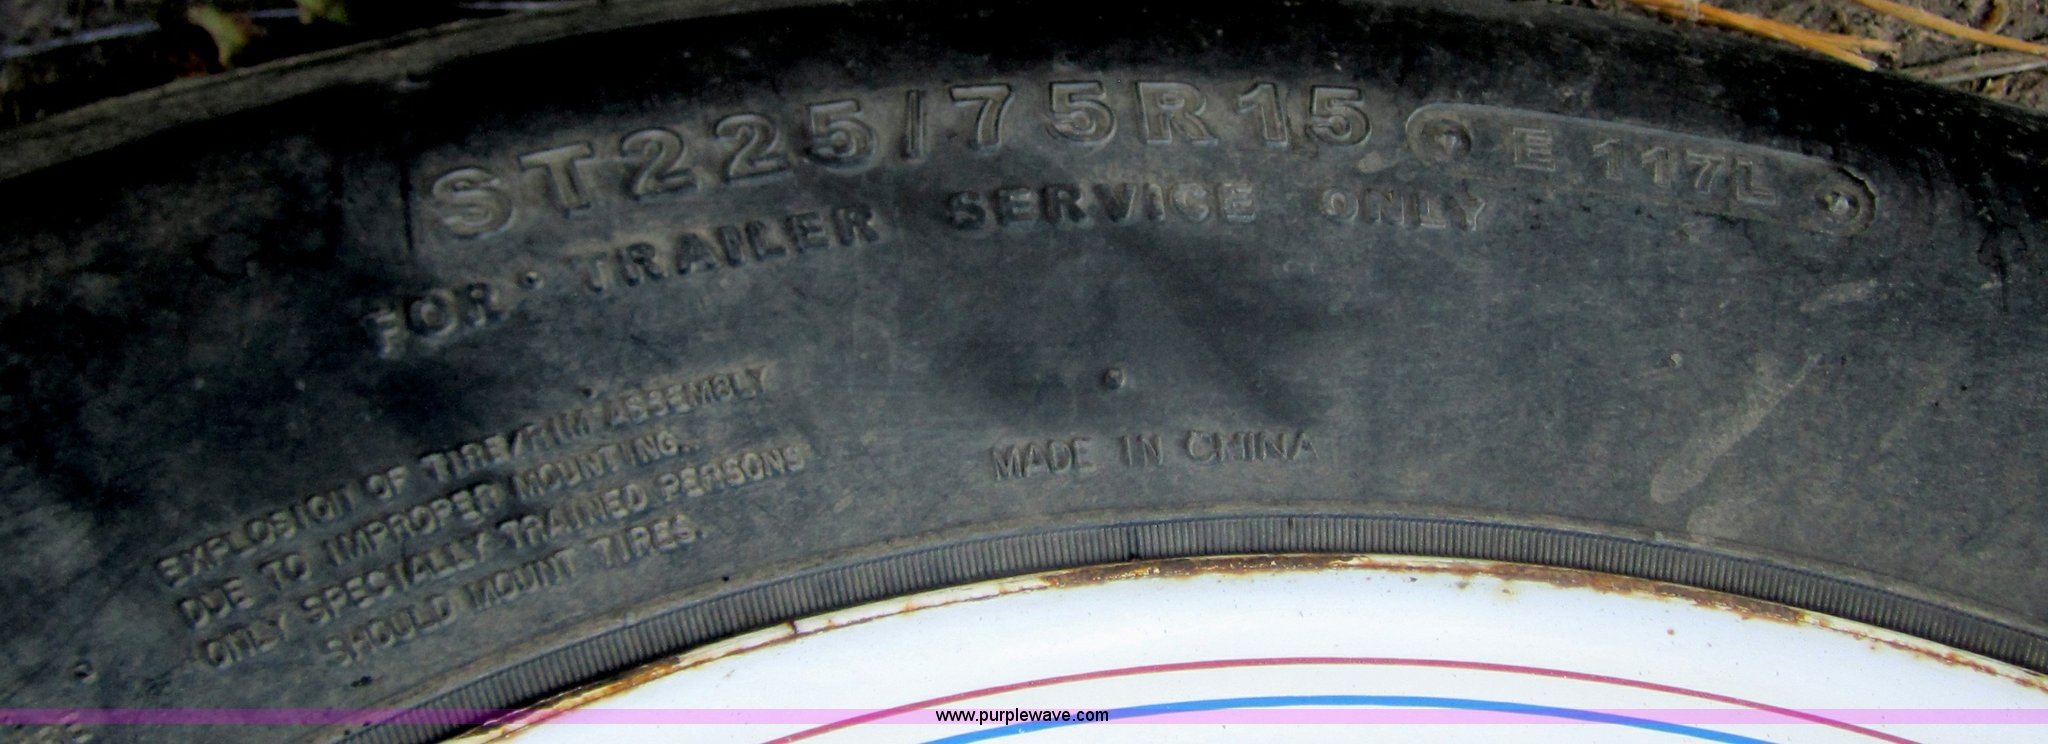 ST225/75R15 E 117L
FOR TRAILER SERVICE ONLY
EXPLOSION OF TIRE/RIM ASSEMBLY
DUE TO IMPROPER MOUNTING.
ONLY SPECIALLY TRAINED PERSONS
SHOULD MOUNT TIRES.
MADE IN CHINA
www.purplewave.com